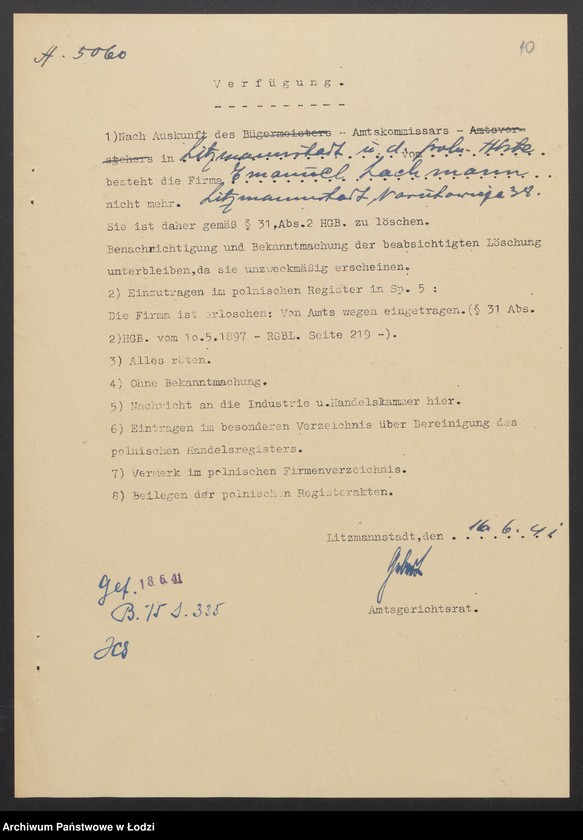 A. 5060
10
Verfügung.
- - - - - - - - - -
1)Nach Auskunft des Bügermeisters - Amtskommissars - Amtsvor-
stehers in Litzmannstadt u. d. poln. Akte.
vom
besteht die Firma Emanuel Lachmann
nicht mehr. Litzmannstadt Narutowicza 38.
Sie ist daher gemäß § 31,Abs.2 HGB. zu löschen.
Benachrichtigung und Bekanntmachung der beabsichtigten Löschung
unterbleiben,da sie unzweckmäßig erscheinen.
2) Einzutragen im polnischen Register in Sp. 5 :
Die Firma ist erloschen: Von Amts wegen eingetragen.(§ 31 Abs.
2)HGB. vom 1o.5.1897 - RGBL. Seite 219 -).
3) Alles röten.
4) Ohne Bekanntmachung.
5) Nachricht an die Industrie u.Handelskammer hier.
6) Eintragen im besonderen Verzeichnis über Bereinigung des
polnischen Handelsregisters.
7) Vermerk im polnischen Firmenverzeichnis.
8) Beilegen der polnischen Registerakten.
Litzmannstadt,den 16.6.41
Amtsgerichtsrat.
Gef. 18.6.41
B. 75 S. 335
Archiwum Państwowe w Łodzi